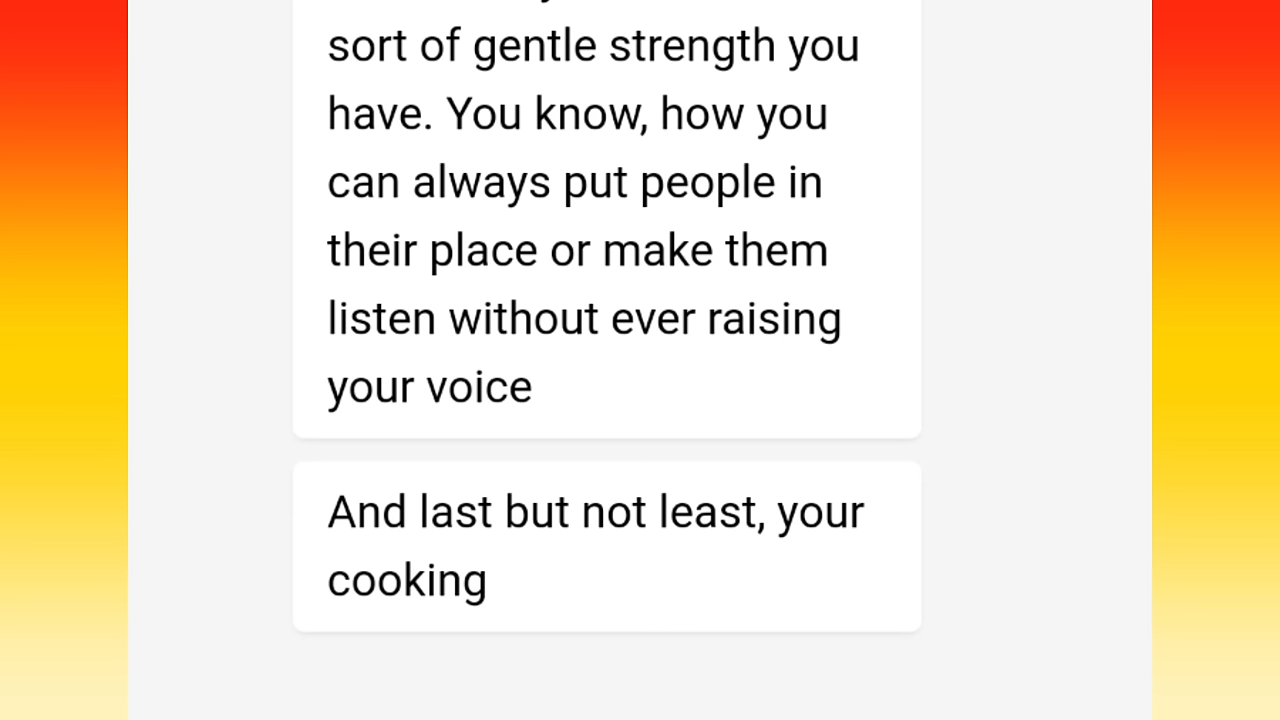 sort of gentle strength you
have. You know, how you
can always put people in
their place or make them
listen without ever raising
your voice
And last but not least, your
cooking